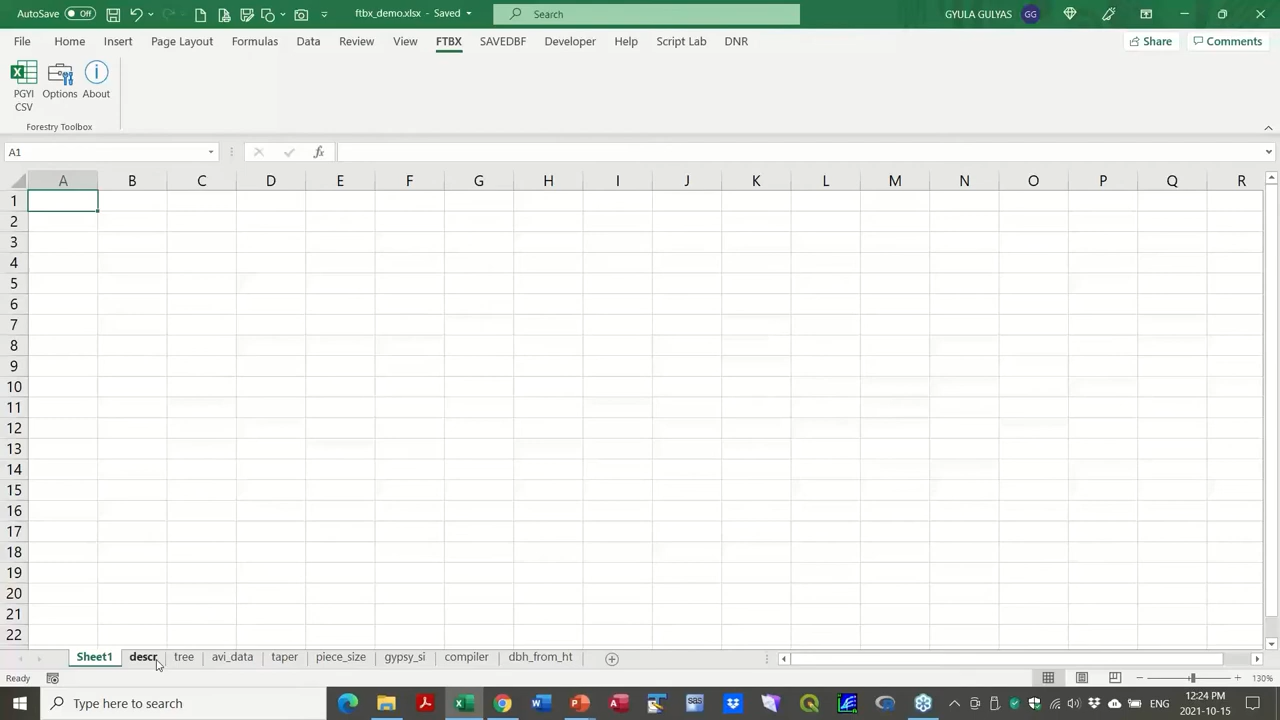 AutoSave Off ftbx_demo.xlsx - Saved Search GYULA GULYAS GG
File Home Insert Page Layout Formulas Data Review View FTBX SAVEDBF Developer Help Script Lab DNR Share Comments
PGYI CSV Options About
Forestry Toolbox
A1 fx
A B C D E F G H I J K L M N O P Q R
1
2
3
4
5
6
7
8
9
10
11
12
13
14
15
16
17
18
19
20
21
22
Sheet1 descr tree avi_data taper piece_size gypsy_si compiler dbh_from_ht
Ready 130%
Type here to search 12:24 PM
2021-10-15